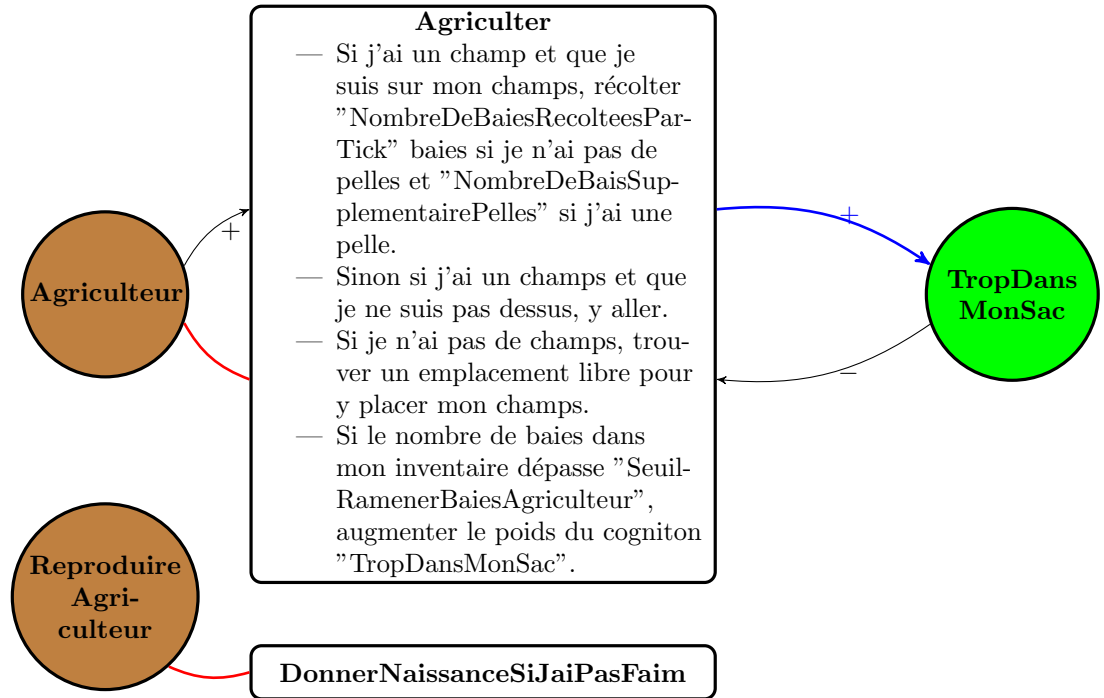 Agriculter
— Si j'ai un champ et que je
suis sur mon champs, récolter
”NombreDeBaiesRecolteesPar-
Tick” baies si je n'ai pas de
pelles et ”NombreDeBaisSup-
plementairePelles” si j'ai une
pelle.
— Sinon si j'ai un champs et que
je ne suis pas dessus, y aller.
— Si je n'ai pas de champs, trou-
ver un emplacement libre pour
y placer mon champs.
— Si le nombre de baies dans
mon inventaire dépasse ”Seuil-
RamenerBaiesAgriculteur”,
augmenter le poids du cogniton
”TropDansMonSac”.
Agriculteur
+
+
−
TropDans
MonSac
Reproduire
Agri-
culteur
DonnerNaissanceSiJaiPasFaim